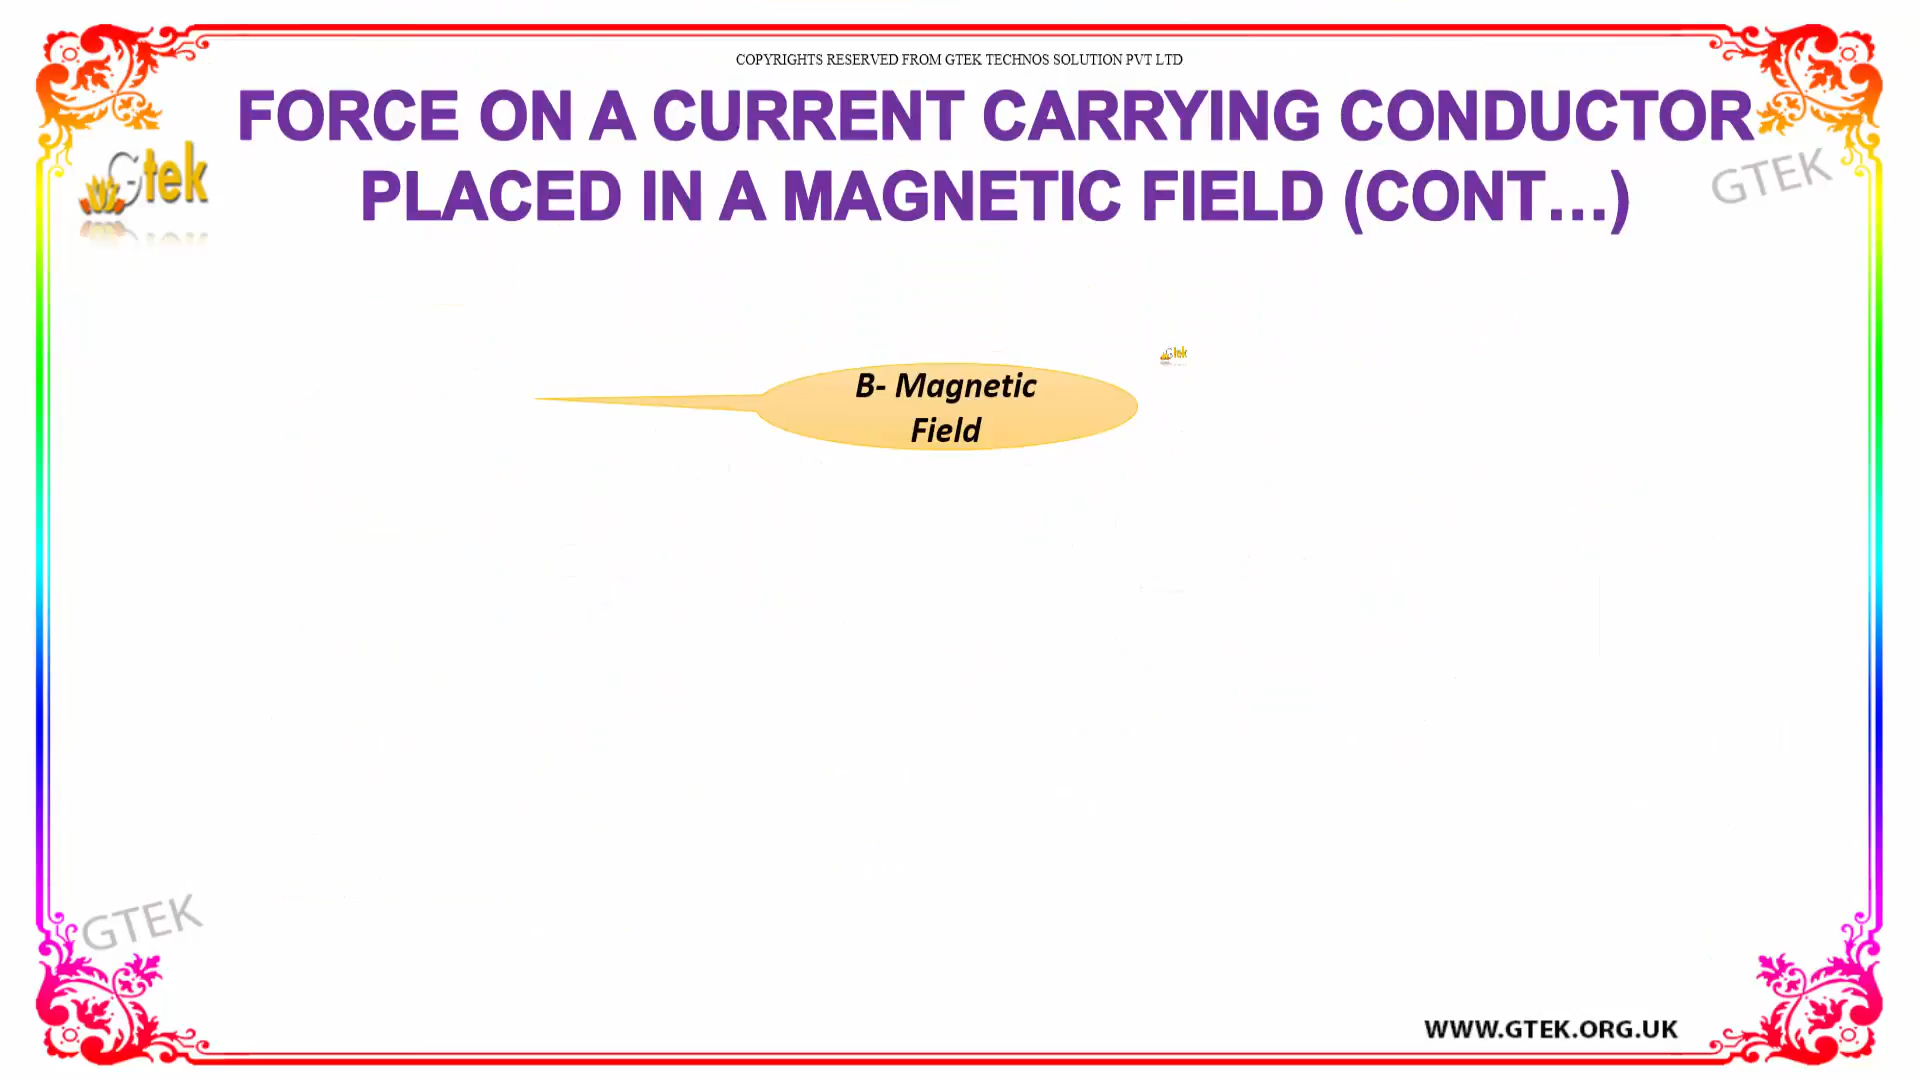 COPYRIGHTS RESERVED FROM GTEK TECHNOS SOLUTION PVT LTD
FORCE ON A CURRENT CARRYING CONDUCTOR
PLACED IN A MAGNETIC FIELD (CONT...)
Gtek
GTEK
Gtek
B- Magnetic
Field
GTEK
WWW.GTEK.ORG.UK